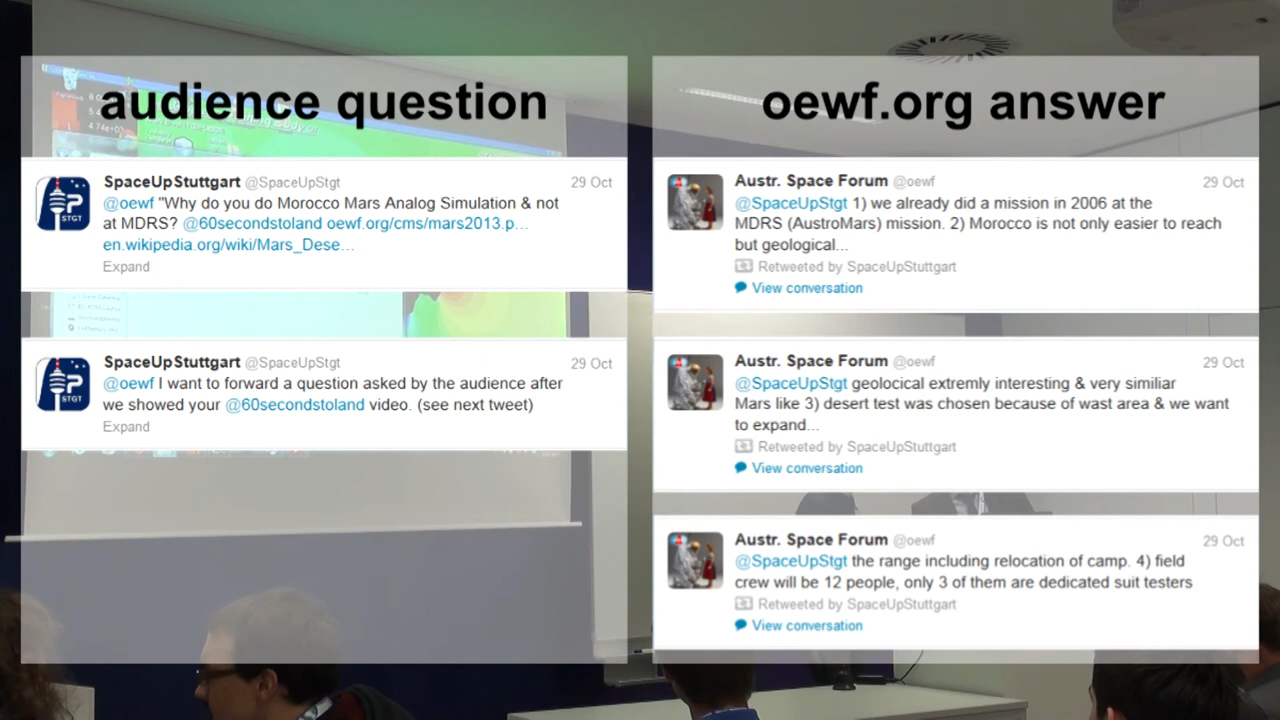 audience question
SpaceUpStuttgart @SpaceUpStgt 29 Oct
@oewf "Why do you do Morocco Mars Analog Simulation & not
at MDRS? @60secondstoland oewf.org/cms/mars2013.p...
en.wikipedia.org/wiki/Mars_Dese...
Expand
SpaceUpStuttgart @SpaceUpStgt 29 Oct
@oewf I want to forward a question asked by the audience after
we showed your @60secondstoland video. (see next tweet)
Expand
oewf.org answer
Austr. Space Forum @oewf 29 Oct
@SpaceUpStgt 1) we already did a mission in 2006 at the
MDRS (AustroMars) mission. 2) Morocco is not only easier to reach
but geological...
Retweeted by SpaceUpStuttgart
View conversation
Austr. Space Forum @oewf 29 Oct
@SpaceUpStgt geolocical extremly interesting & very similiar
Mars like 3) desert test was chosen because of wast area & we want
to expand...
Retweeted by SpaceUpStuttgart
View conversation
Austr. Space Forum @oewf 29 Oct
@SpaceUpStgt the range including relocation of camp. 4) field
crew will be 12 people, only 3 of them are dedicated suit testers
Retweeted by SpaceUpStuttgart
View conversation